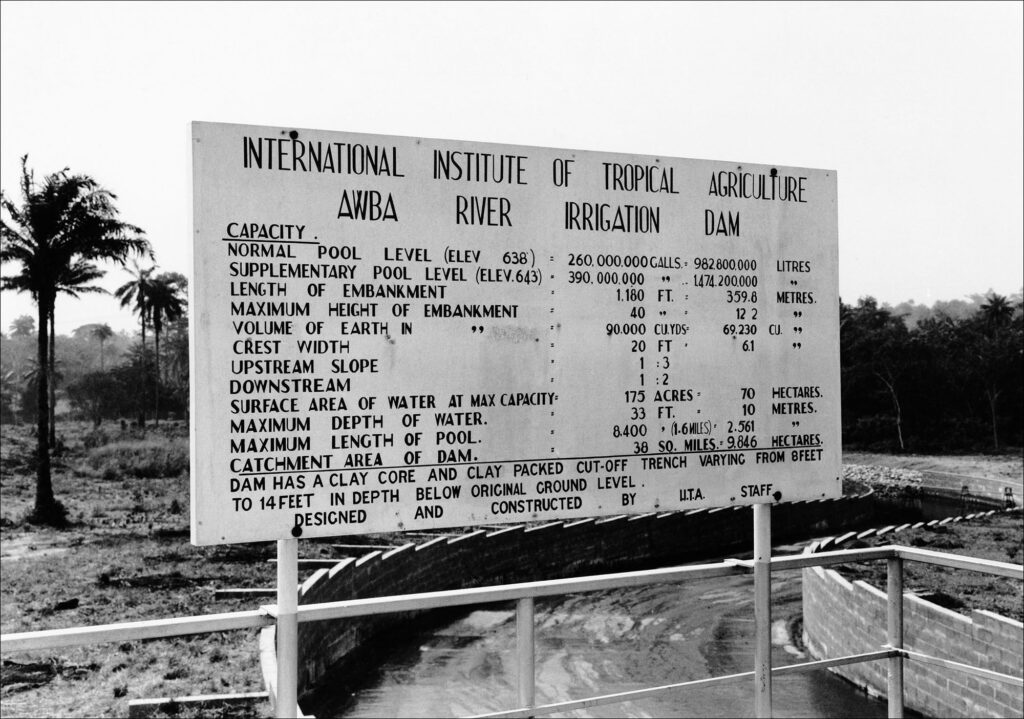 INTERNATIONAL INSTITUTE OF TROPICAL AGRICULTURE
AWBA RIVER IRRIGATION DAM
CAPACITY.
NORMAL POOL LEVEL (ELEV 638') = 260.000.000 GALLS. = 982.800.000 LITRES
SUPPLEMENTARY POOL LEVEL (ELEV.643) = 390.000.000 " .. 1.474.200.000 "
LENGTH OF EMBANKMENT = 1.180 FT. = 359.8 METRES.
MAXIMUM HEIGHT OF EMBANKMENT = 40 " = 12 2 "
VOLUME OF EARTH IN " = 90.000 CU.YDS= 69.230 CU. "
CREST WIDTH = 20 FT " 6.1 "
UPSTREAM SLOPE = 1 : 3
DOWNSTREAM = 1 : 2
SURFACE AREA OF WATER AT MAX CAPACITY= 175 ACRES = 70 HECTARES.
MAXIMUM DEPTH OF WATER. = 33 FT. = 10 METRES.
MAXIMUM LENGTH OF POOL. = 8.400 " (1.6 MILES) = 2.561 "
CATCHMENT AREA OF DAM. = 38 SQ. MILES.= 9.846 HECTARES.
DAM HAS A CLAY CORE AND CLAY PACKED CUT-OFF TRENCH VARYING FROM 8 FEET
TO 14 FEET IN DEPTH BELOW ORIGINAL GROUND LEVEL.
DESIGNED AND CONSTRUCTED BY I.I.T.A. STAFF